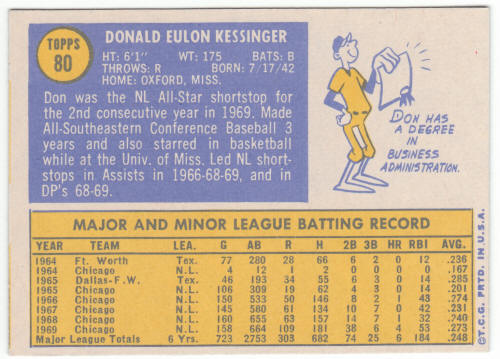 TOPPS
80
DONALD EULON KESSINGER
HT: 6'1" WT: 175 BATS: B
THROWS: R BORN: 7/17/42
HOME: OXFORD, MISS.
Don was the NL All-Star shortstop for
the 2nd consecutive year in 1969. Made
All-Southeastern Conference Baseball 3
years and also starred in basketball
while at the Univ. of Miss. Led NL short-
stops in Assists in 1966-68-69, and in
DP's 68-69.
DON HAS
A DEGREE
IN
BUSINESS
ADMINISTRATION.
MAJOR AND MINOR LEAGUE BATTING RECORD
YEAR TEAM LEA. G AB R H 2B 3B HR RBI AVG.
1964 Ft. Worth Tex. 77 280 28 66 6 2 0 12 .236
1964 Chicago N.L. 4 12 1 2 0 0 0 0 .167
1965 Dallas-F.W. Tex. 46 193 34 55 6 3 0 14 .285
1965 Chicago N.L. 106 309 19 62 4 3 0 14 .201
1966 Chicago N.L. 150 533 50 146 8 2 1 43 .274
1967 Chicago N.L. 145 580 61 134 10 7 0 42 .231
1968 Chicago N.L. 160 655 63 157 14 7 1 32 .240
1969 Chicago N.L. 158 664 109 181 38 6 4 53 .273
Major League Totals 6 Yrs. 723 2753 303 682 74 25 6 184 .248
©T.C.G. PRTD. IN U.S.A.